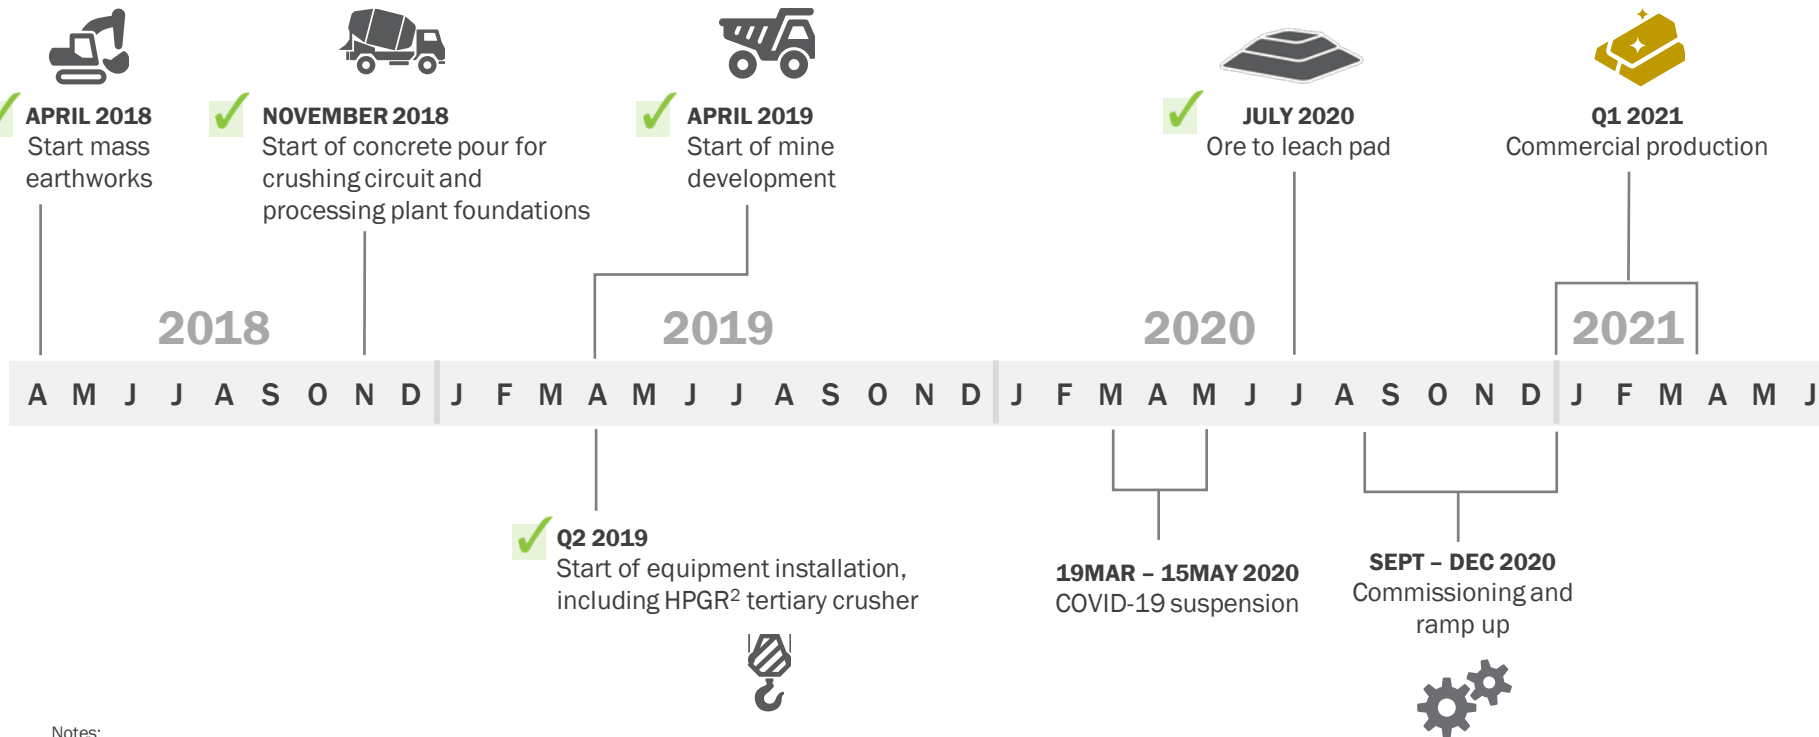 APRIL 2018
Start mass
earthworks
NOVEMBER 2018
Start of concrete pour for
crushing circuit and
processing plant foundations
APRIL 2019
Start of mine
development
JULY 2020
Ore to leach pad
Q1 2021
Commercial production
2018 2019 2020 2021
A M J J A S O N D J F M A M J J A S O N D J F M A M J J A S O N D J F M A M J
Q2 2019
Start of equipment installation,
including HPGR² tertiary crusher
19MAR – 15MAY 2020
COVID-19 suspension
SEPT – DEC 2020
Commissioning and
ramp up
Notes: